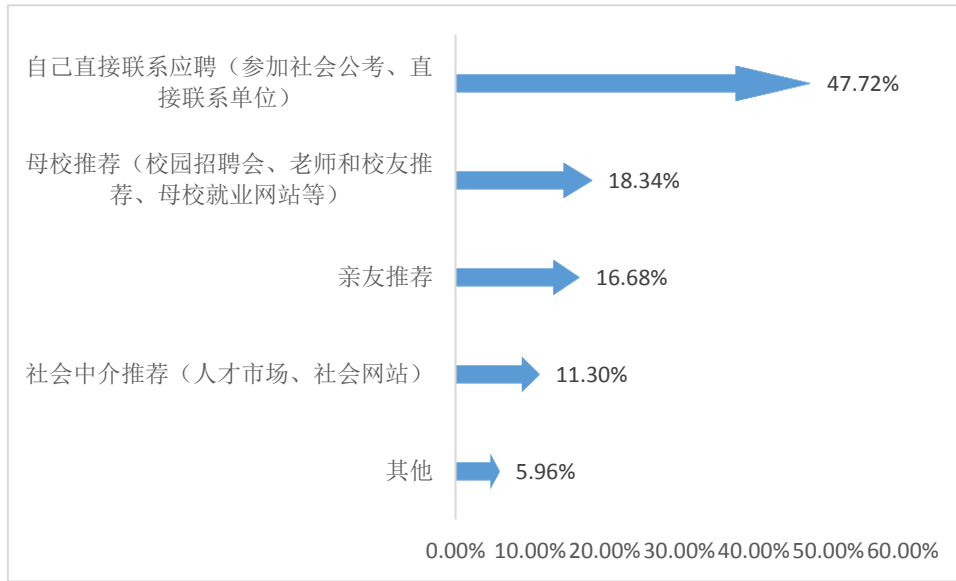 自己直接联系应聘（参加社会公考、直
接联系单位）
47.72%
母校推荐（校园招聘会、老师和校友推
荐、母校就业网站等）
18.34%
亲友推荐
16.68%
社会中介推荐（人才市场、社会网站）
11.30%
其他
5.96%
0.00% 10.00% 20.00% 30.00% 40.00% 50.00% 60.00%